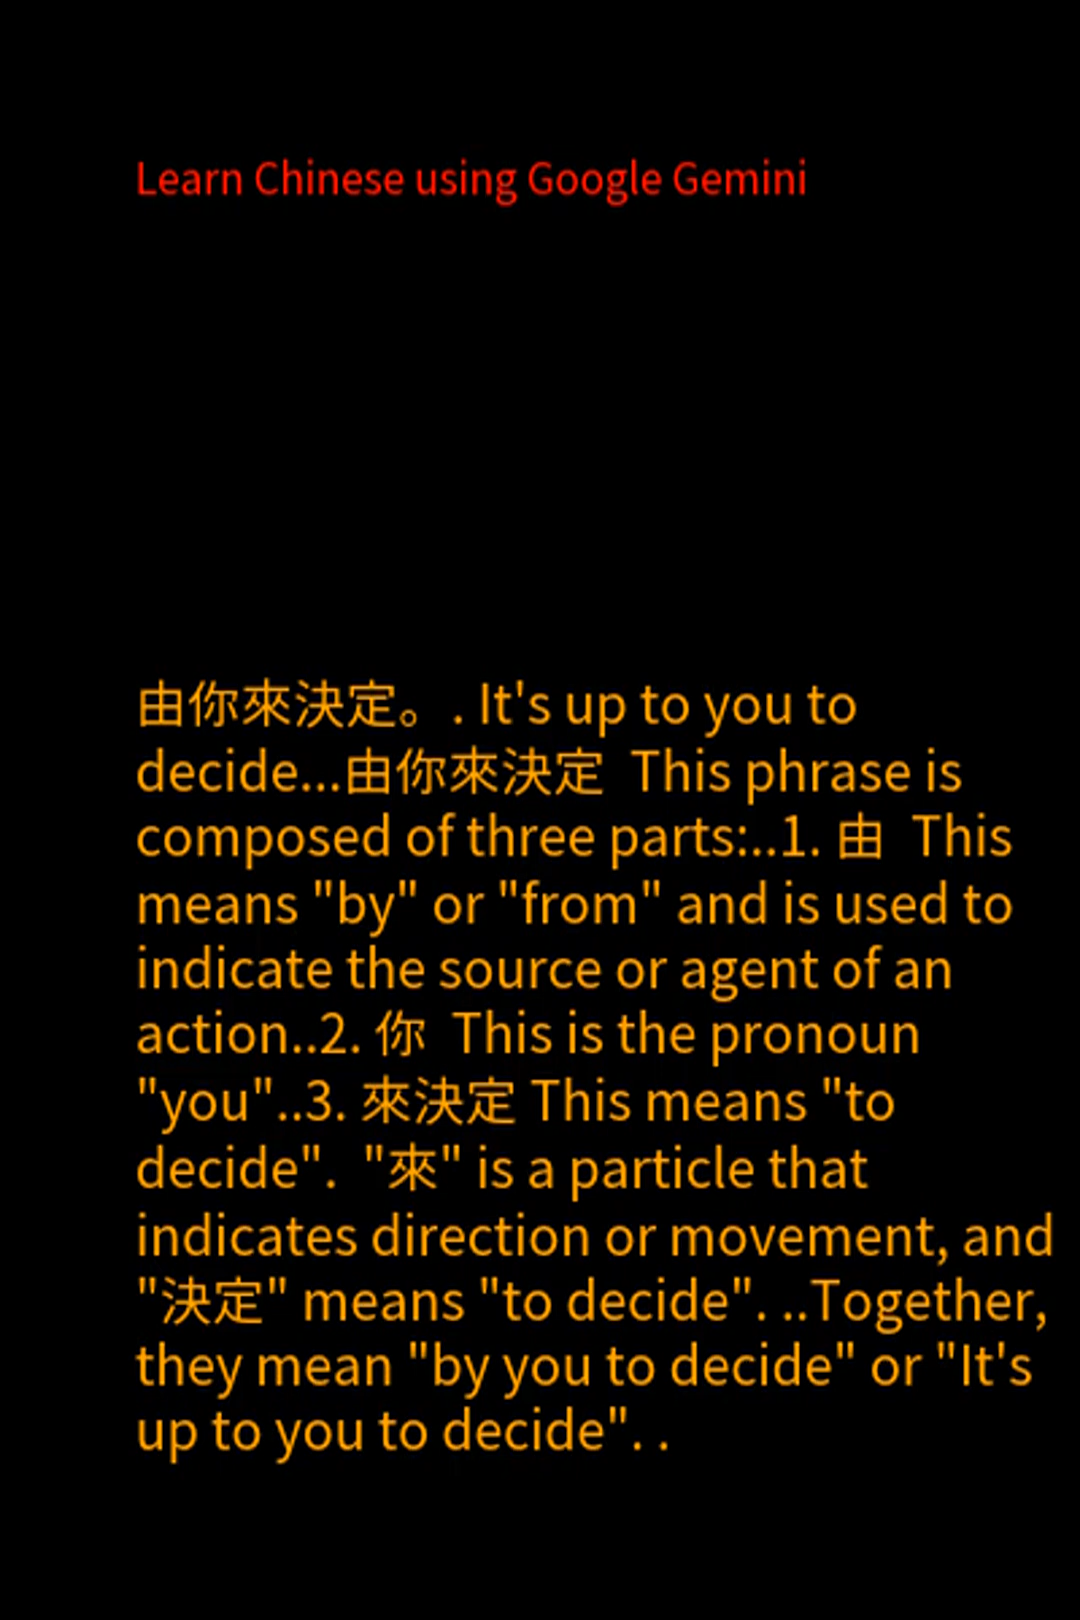 Learn Chinese using Google Gemini
由你來決定。. It's up to you to
decide...由你來決定  This phrase is
composed of three parts:..1. 由  This
means "by" or "from" and is used to
indicate the source or agent of an
action..2. 你  This is the pronoun
"you"..3. 來決定 This means "to
decide".  "來" is a particle that
indicates direction or movement, and
"決定" means "to decide". ..Together,
they mean "by you to decide" or "It's
up to you to decide". .